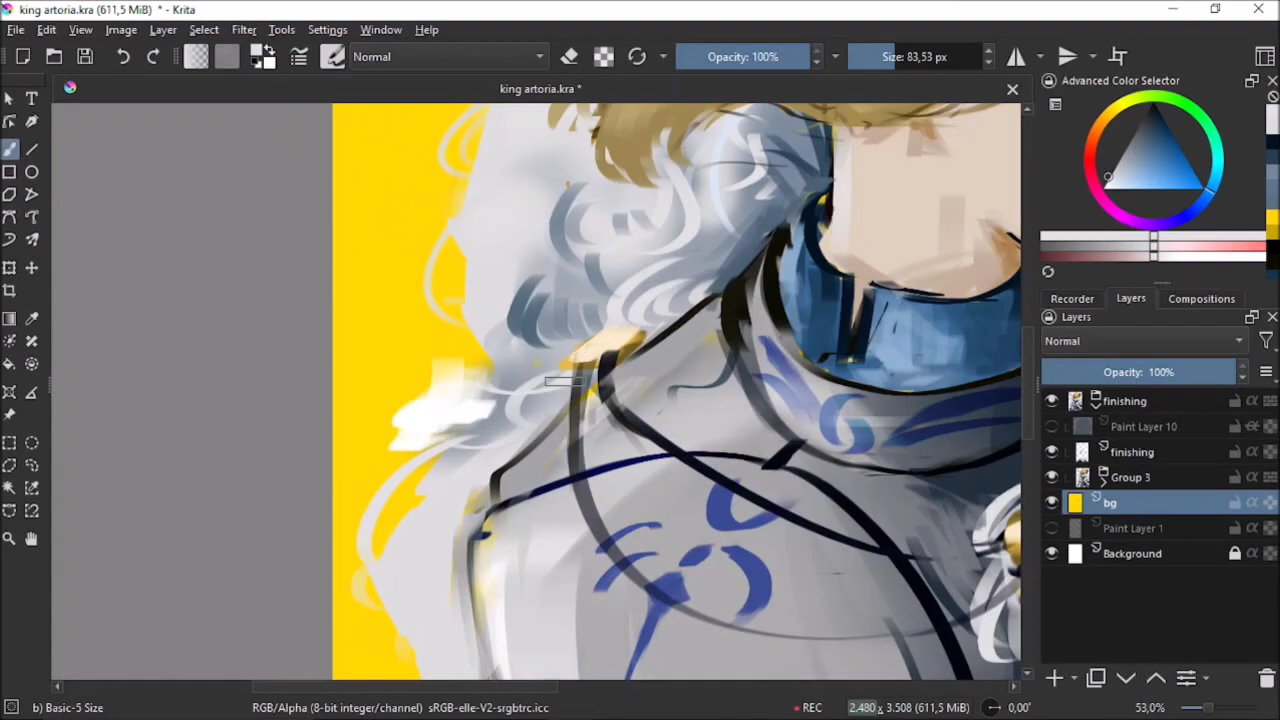 king artoria.kra (611,5 MiB) * - Krita
File Edit View Image Layer Select Filter Tools Settings Window Help
Normal
Opacity: 100%
Size: 83,53 px
king artoria.kra (611,5 MiB) *
Advanced Color Selector
Recorder Layers Compositions
Layers
Normal
Opacity: 100%
finishing
Paint Layer 10
finishing
Group 3
bg
Paint Layer 1
Background
b) Basic-5 Size
RGB/Alpha (8-bit integer/channel) sRGB-elle-V2-srgbtrc.icc
REC
2.480 x 3.508 (611,5 MiB)
0,00°
53,0%